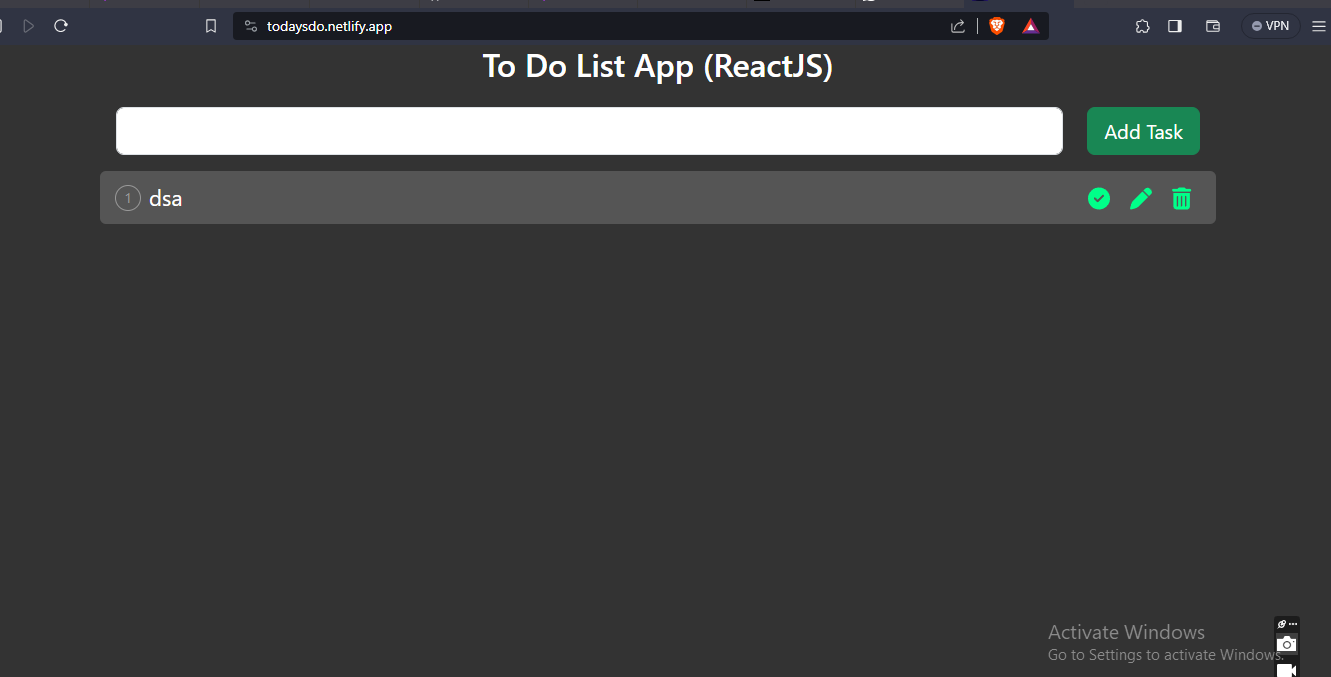 todaysdo.netlify.app
VPN
To Do List App (ReactJS)
Add Task
1 dsa
Activate Windows
Go to Settings to activate Windows.